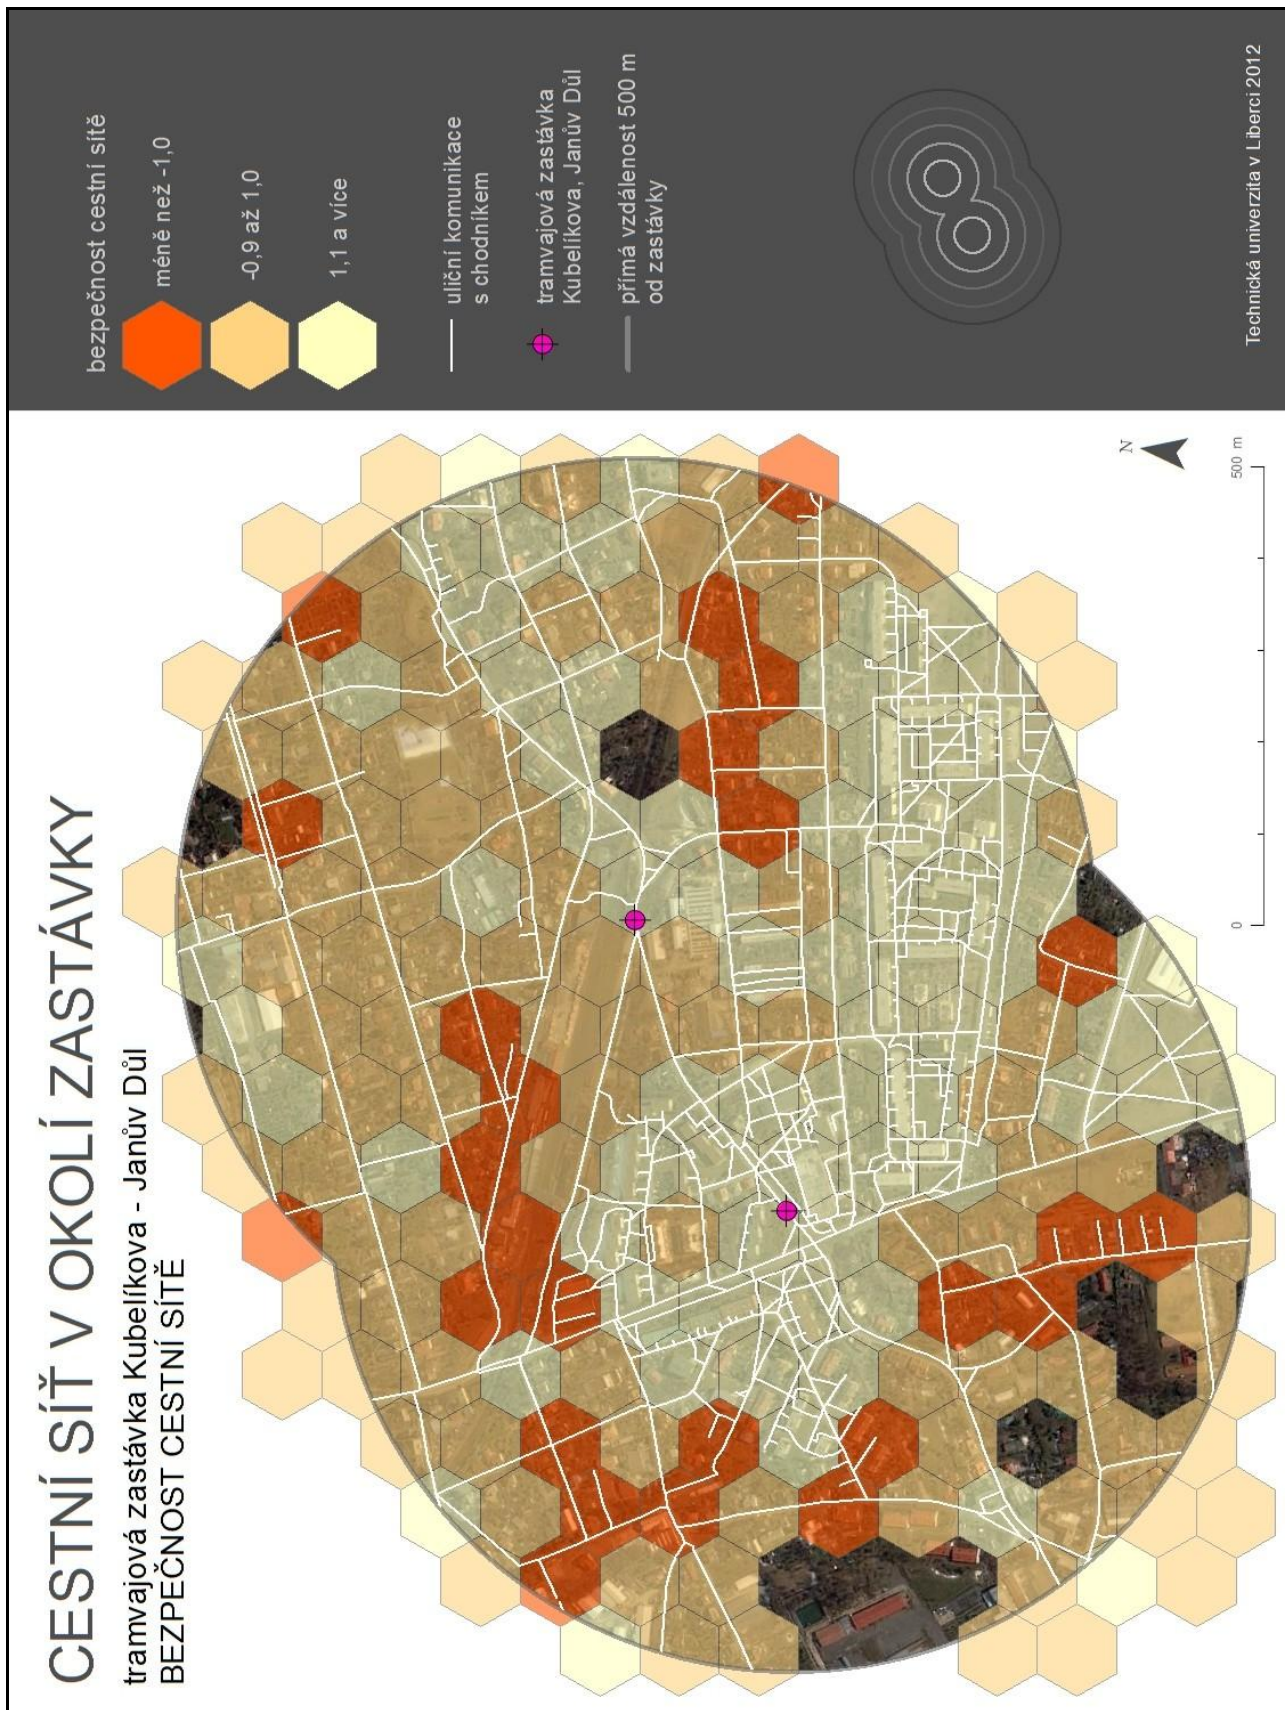 CESTNÍ SÍŤ V OKOLÍ ZASTÁVKY
tramvajová zastávka Kubelíkova - Janův Důl
BEZPEČNOST CESTNÍ SÍTĚ
bezpečnost cestní sítě
méně než -1,0
-0,9 až 1,0
1,1 a více
uliční komunikace
s chodníkem
tramvajová zastávka
Kubelíkova, Janův Důl
přímá vzdálenost 500 m
od zastávky
N
0
500 m
Technická univerzita v Liberci 2012